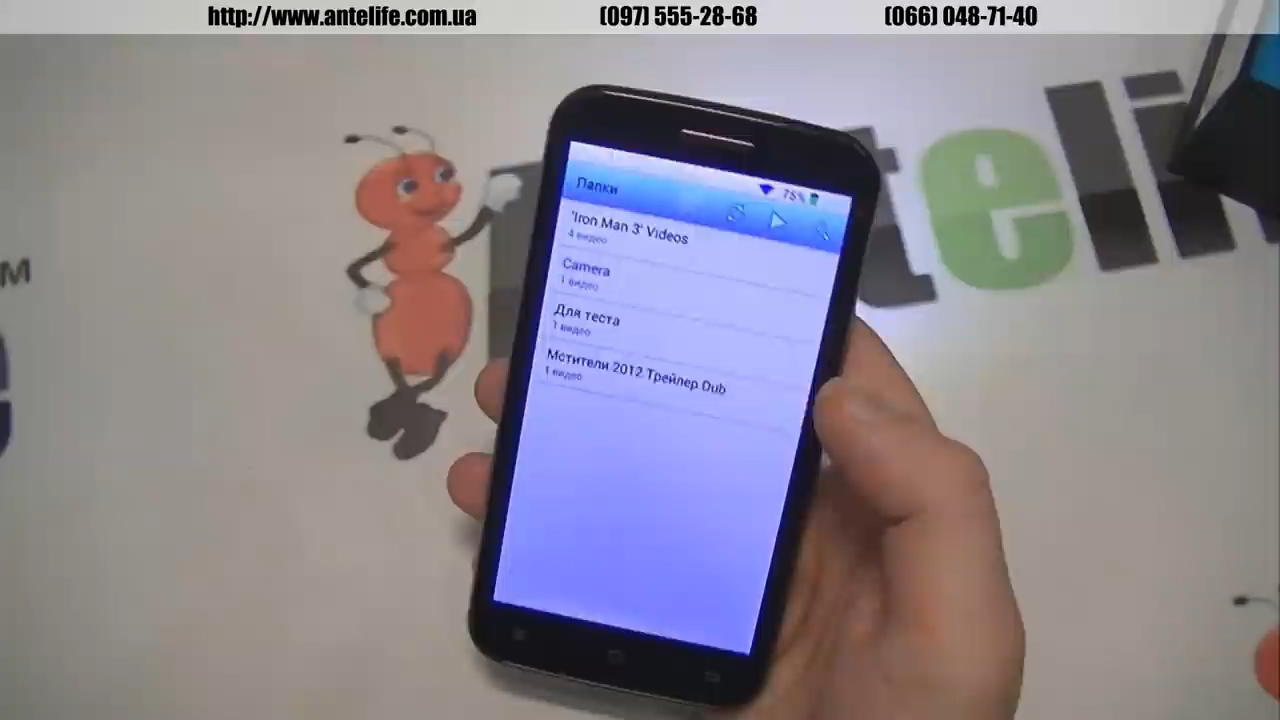 http://www.antelife.com.ua (097) 555-28-68 (066) 048-71-40
75%
Папки
'Iron Man 3' Videos
4 видео
Camera
1 видео
Для теста
1 видео
Мстители 2012 Трейлер Dub
1 видео
teli
м